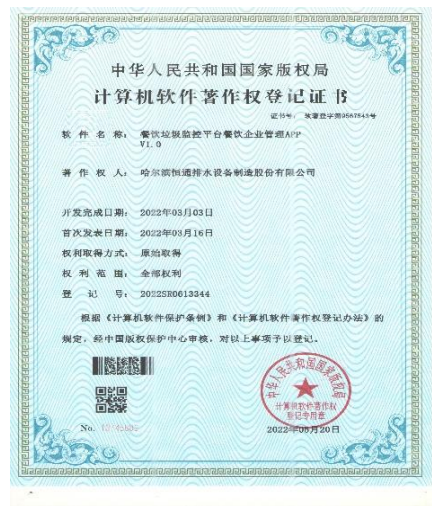 中华人民共和国国家版权局
计算机软件著作权登记证书
证书号： 软著登字第9567543号
软件名称： 餐饮垃圾监控平台餐饮企业管理APP
V1.0
著作权人： 哈尔滨恒通排水设备制造股份有限公司
开发完成日期： 2022年03月03日
首次发表日期： 2022年03月16日
权利取得方式： 原始取得
权利范围： 全部权利
登记号： 2022SR0613344
根据《计算机软件保护条例》和《计算机软件著作权登记办法》的
规定，经中国版权保护中心审核，对以上事项予以登记。
中华人民共和国国家版权局
计算机软件著作权
登记专用章
No.
2022年05月20日